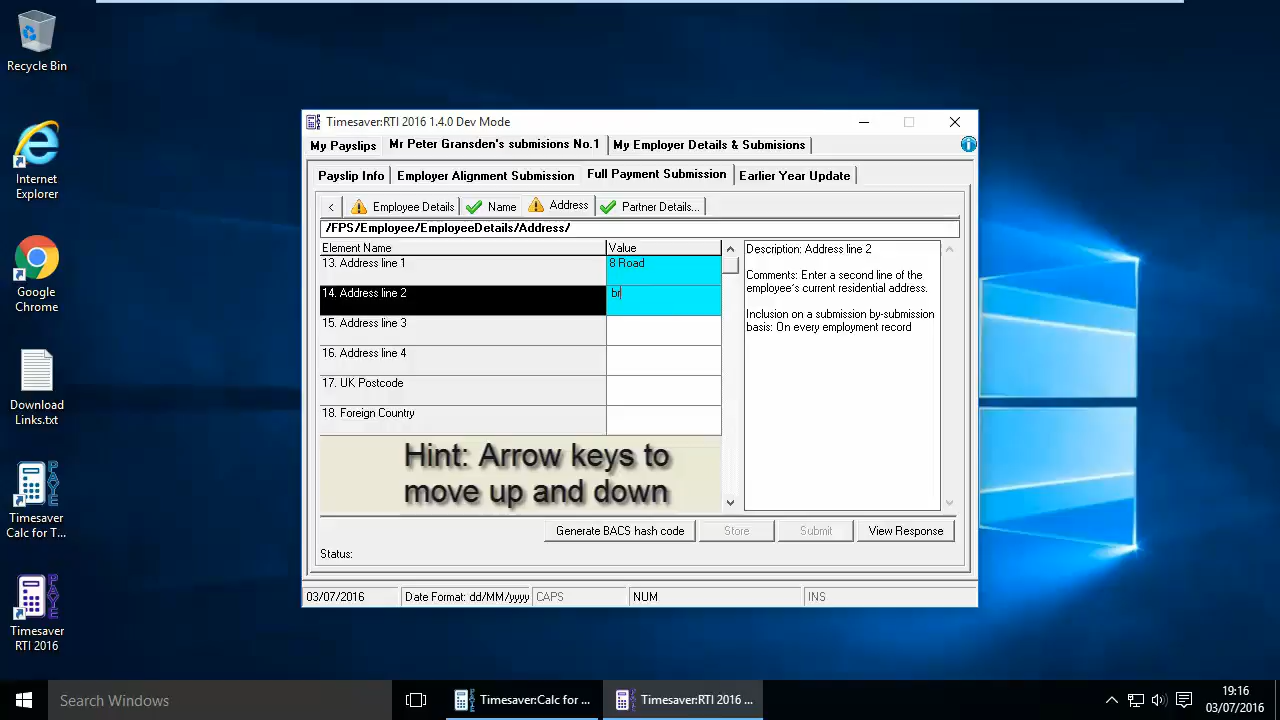 Recycle Bin
Internet
Explorer
Google
Chrome
Download
Links.txt
Timesaver
Calc for T...
Timesaver
RTI 2016
Timesaver:RTI 2016 1.4.0 Dev Mode
My Payslips
Mr Peter Gransden's submisions No.1
My Employer Details & Submisions
Payslip Info
Employer Alignment Submission
Full Payment Submission
Earlier Year Update
< Employee Details
Name
Address
Partner Details...
/FPS/Employee/EmployeeDetails/Address/
Element Name
Value
13. Address line 1
8 Road
14. Address line 2
br
15. Address line 3
16. Address line 4
17. UK Postcode
18. Foreign Country
Hint: Arrow keys to
move up and down
Description: Address line 2
Comments: Enter a second line of the
employee's current residential address.
Inclusion on a submission by-submission
basis: On every employment record
Generate BACS hash code
Store
Submit
View Response
Status:
03/07/2016
Date Format: dd/MM/yyyy
CAPS
NUM
INS
Search Windows
Timesaver:Calc for ...
Timesaver:RTI 2016 ...
19:16
03/07/2016